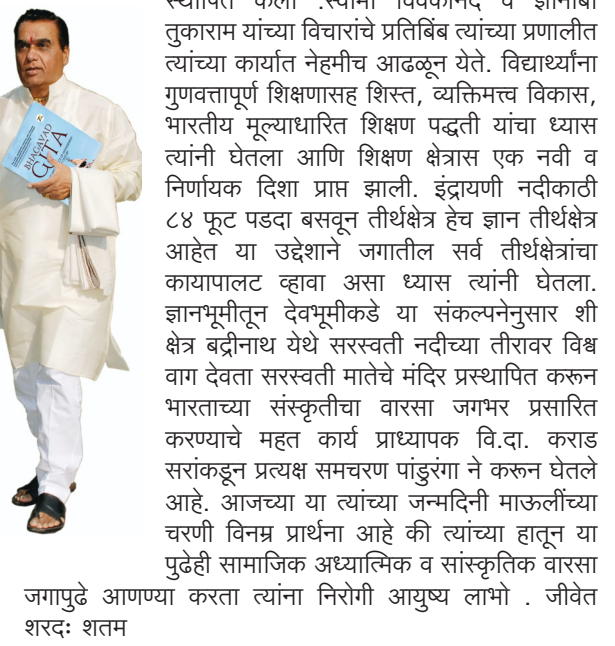 स्थापित केला .स्वामी विवेकानंद व ज्ञानोबा
तुकाराम यांच्या विचारांचे प्रतिबिंब त्यांच्या प्रणालीत
त्यांच्या कार्यात नेहमीच आढळून येते. विद्यार्थ्यांना
गुणवत्तापूर्ण शिक्षणासह शिस्त, व्यक्तिमत्त्व विकास,
भारतीय मूल्याधारित शिक्षण पद्धती यांचा ध्यास
त्यांनी घेतला आणि शिक्षण क्षेत्रास एक नवी व
निर्णायक दिशा प्राप्त झाली. इंद्रायणी नदीकाठी
८४ फूट पडदा बसवून तीर्थक्षेत्र हेच ज्ञान तीर्थक्षेत्र
आहेत या उद्देशाने जगातील सर्व तीर्थक्षेत्रांचा
कायापालट व्हावा असा ध्यास त्यांनी घेतला.
ज्ञानभूमीतून देवभूमीकडे या संकल्पनेनुसार शी
क्षेत्र बद्रीनाथ येथे सरस्वती नदीच्या तीरावर विश्व
वाग देवता सरस्वती मातेचे मंदिर प्रस्थापित करून
भारताच्या संस्कृतीचा वारसा जगभर प्रसारित
करण्याचे महत कार्य प्राध्यापक वि.दा. कराड
सरांकडून प्रत्यक्ष समचरण पांडुरंगा ने करून घेतले
आहे. आजच्या या त्यांच्या जन्मदिनी माऊलींच्या
चरणी विनम्र प्रार्थना आहे की त्यांच्या हातून या
पुढेही सामाजिक अध्यात्मिक व सांस्कृतिक वारसा
जगापुढे आणण्या करता त्यांना निरोगी आयुष्य लाभो . जीवेत
शरदः शतम
BHAGAVAD
GITA